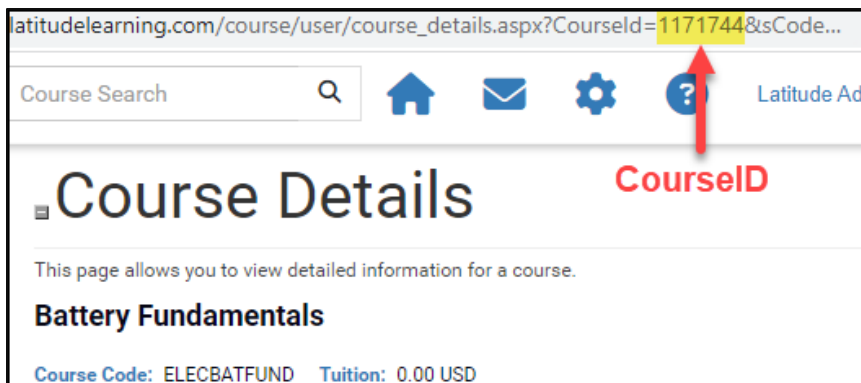 latitudelearning.com/course/user/course_details.aspx?CourseId=1171744&sCode...
Course Search ? Latitude Ad
CourseID
Course Details
This page allows you to view detailed information for a course.
Battery Fundamentals
Course Code: ELECBATFUND Tuition: 0.00 USD